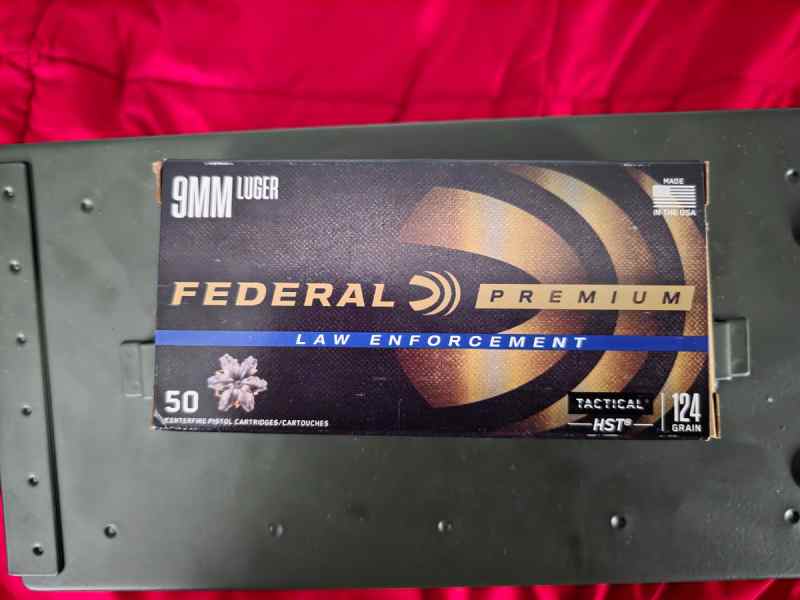 9MM LUGER
MADE
IN THE USA
FEDERAL PREMIUM
LAW ENFORCEMENT
50
CENTERFIRE PISTOL CARTRIDGES/CARTOUCHES
TACTICAL®
HST®
124
GRAIN